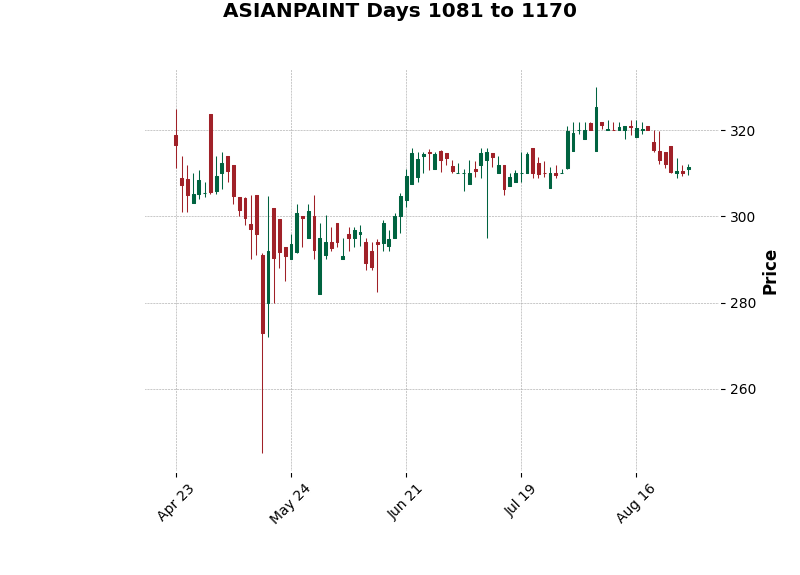 ASIANPAINT Days 1081 to 1170
320
300
280
260
Price
Apr 23
May 24
Jun 21
Jul 19
Aug 16